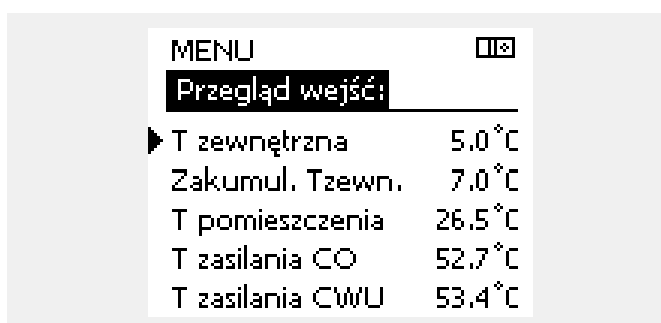 MENU
Przegląd wejść:
T zewnętrzna 5.0°C
Zakumul. Tzewn. 7.0°C
T pomieszczenia 26.5°C
T zasilania CO 52.7°C
T zasilania CWU 53.4°C